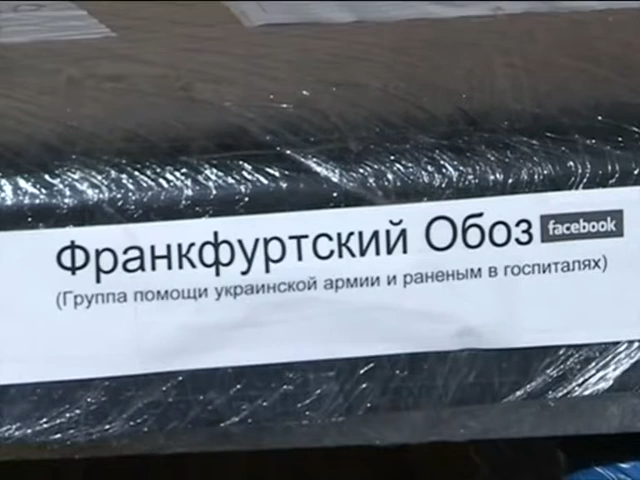 Франкфуртский Обоз facebook
(Группа помощи украинской армии и раненым в госпиталях)